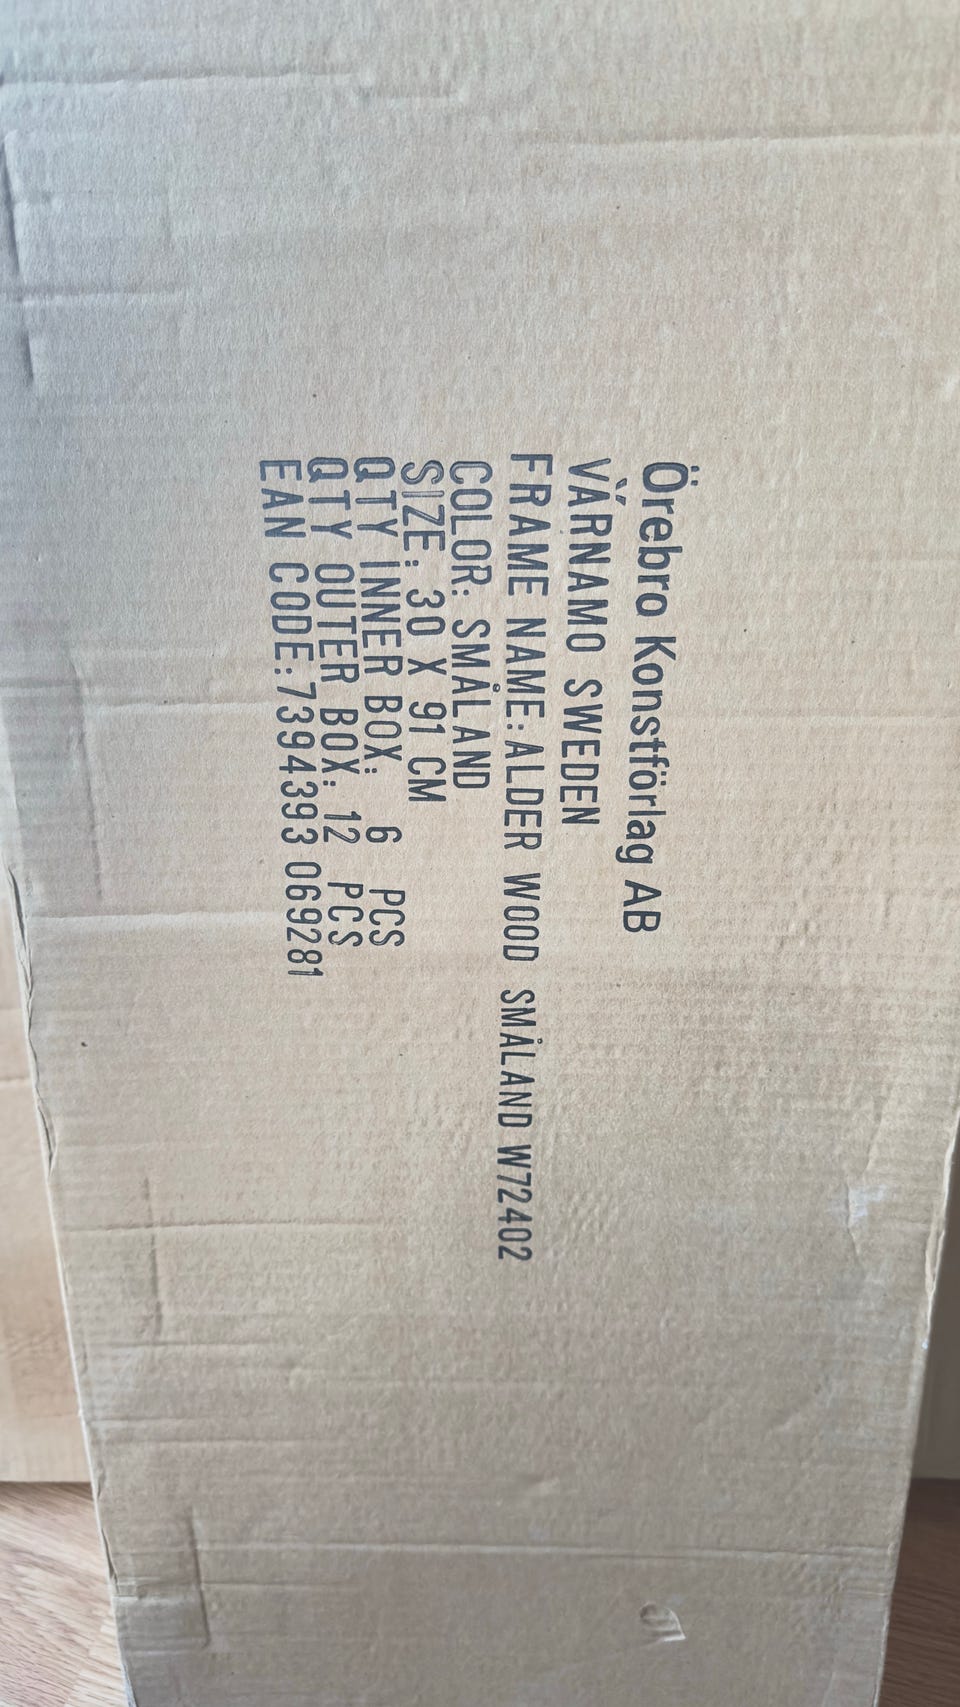 Örebro Konstförlag AB
VÄRNAMO SWEDEN
FRAME NAME:ALDER WOOD SMÅLAND W72402
COLOR: SMÅLAND
SIZE: 30 X 91 CM
QTY INNER BOX: 6 PCS
QTY OUTER BOX: 12 PCS
EAN CODE:7394393 069281